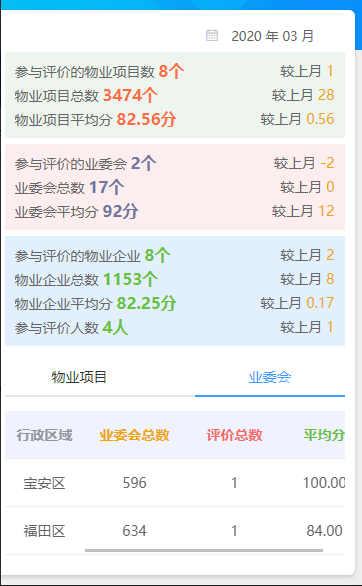 2020 年 03 月
参与评价的物业项目数 8个 较上月 1
物业项目总数 3474个 较上月 28
物业项目平均分 82.56分 较上月 0.56
参与评价的业委会 2个 较上月 -2
业委会总数 17个 较上月 0
业委会平均分 92分 较上月 12
参与评价的物业企业 8个 较上月 2
物业企业总数 1153个 较上月 8
物业企业平均分 82.25分 较上月 0.17
参与评价人数 4人 较上月 1
物业项目 业委会
行政区域 业委会总数 评价总数 平均分
宝安区 596 1 100.00
福田区 634 1 84.00